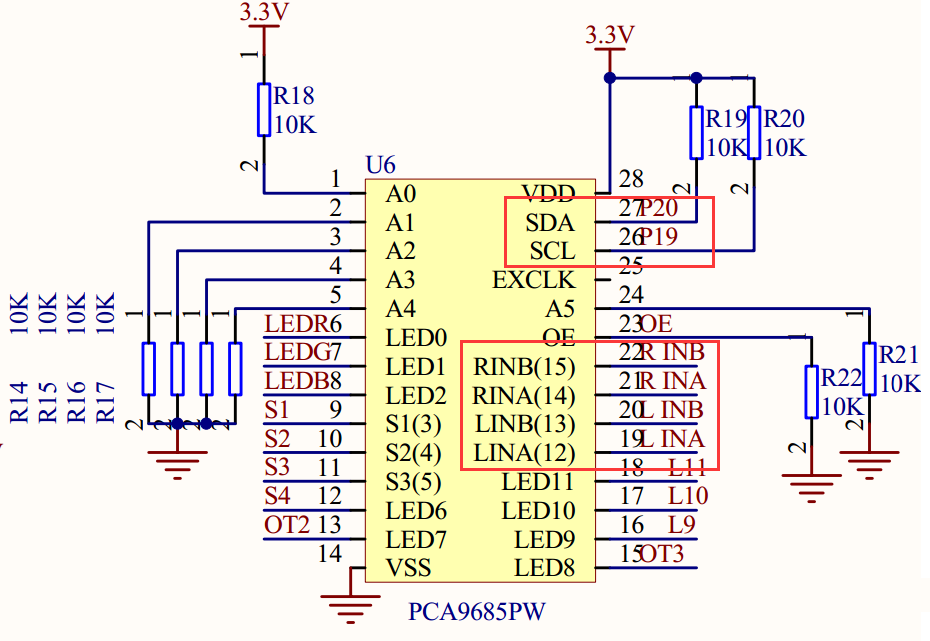 3.3V
1
R18
10K
2
3.3V
R19
10K
R20
10K
2
2
U6
1
A0
2
A1
3
A2
4
A3
5
A4
LEDR 6
LED0
LEDG 7
LED1
LEDB 8
LED2
S1 9
S1(3)
S2 10
S2(4)
S3 11
S3(5)
S4 12
LED6
OT2 13
LED7
14
VSS
VDD 28
SDA 27 P20
SCL 26 P19
EXCLK 25
A5 24
OE 23 OE
RINB(15) 22 R INB
RINA(14) 21 R INA
LINB(13) 20 L INB
LINA(12) 19 L INA
LED11 18 L11
LED10 17 L10
LED9 16 L9
LED8 15 OT3
10K
10K
10K
10K
1
1
1
1
R14
R15
R16
R17
2
2
2
2
1
R21
10K
2
R22
10K
2
PCA9685PW